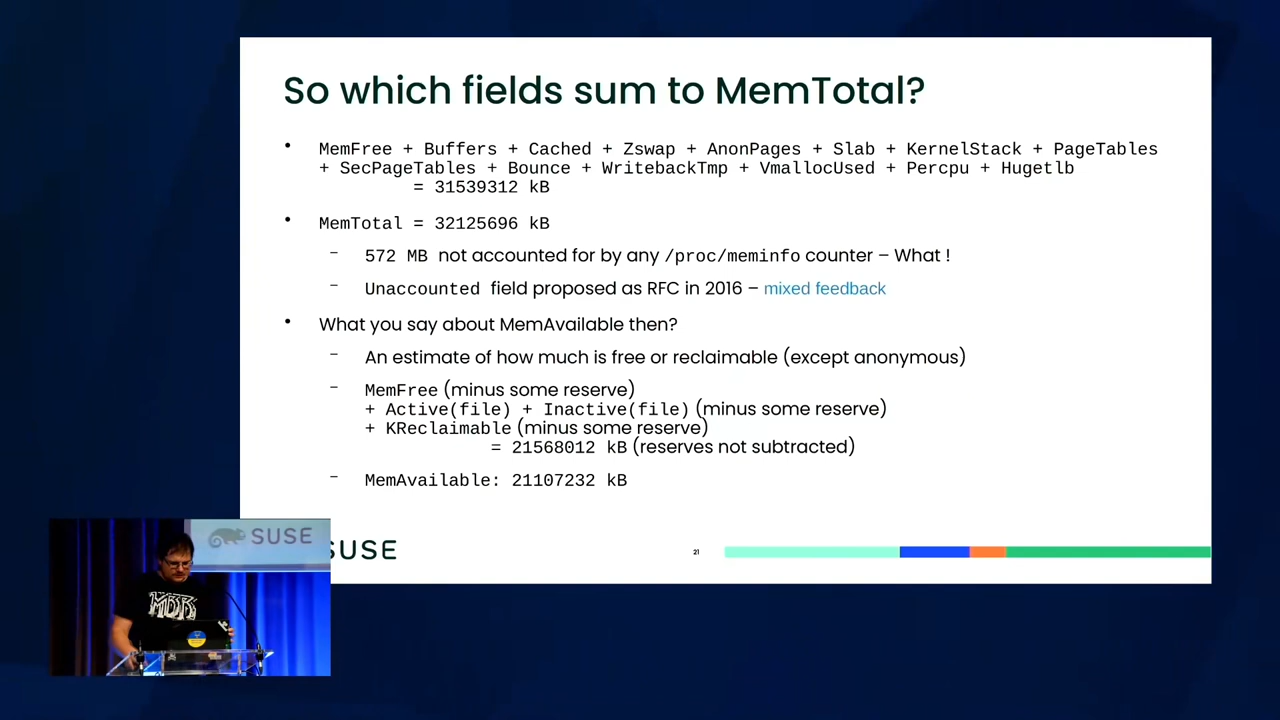 So which fields sum to MemTotal?
• MemFree + Buffers + Cached + Zswap + AnonPages + Slab + KernelStack + PageTables
+ SecPageTables + Bounce + WritebackTmp + VmallocUsed + Percpu + Hugetlb
= 31539312 kB
• MemTotal = 32125696 kB
– 572 MB not accounted for by any /proc/meminfo counter – What !
– Unaccounted field proposed as RFC in 2016 – mixed feedback
• What you say about MemAvailable then?
– An estimate of how much is free or reclaimable (except anonymous)
– MemFree (minus some reserve)
+ Active(file) + Inactive(file) (minus some reserve)
+ KReclaimable (minus some reserve)
= 21568012 kB (reserves not subtracted)
– MemAvailable: 21107232 kB
SUSE
SUSE
21